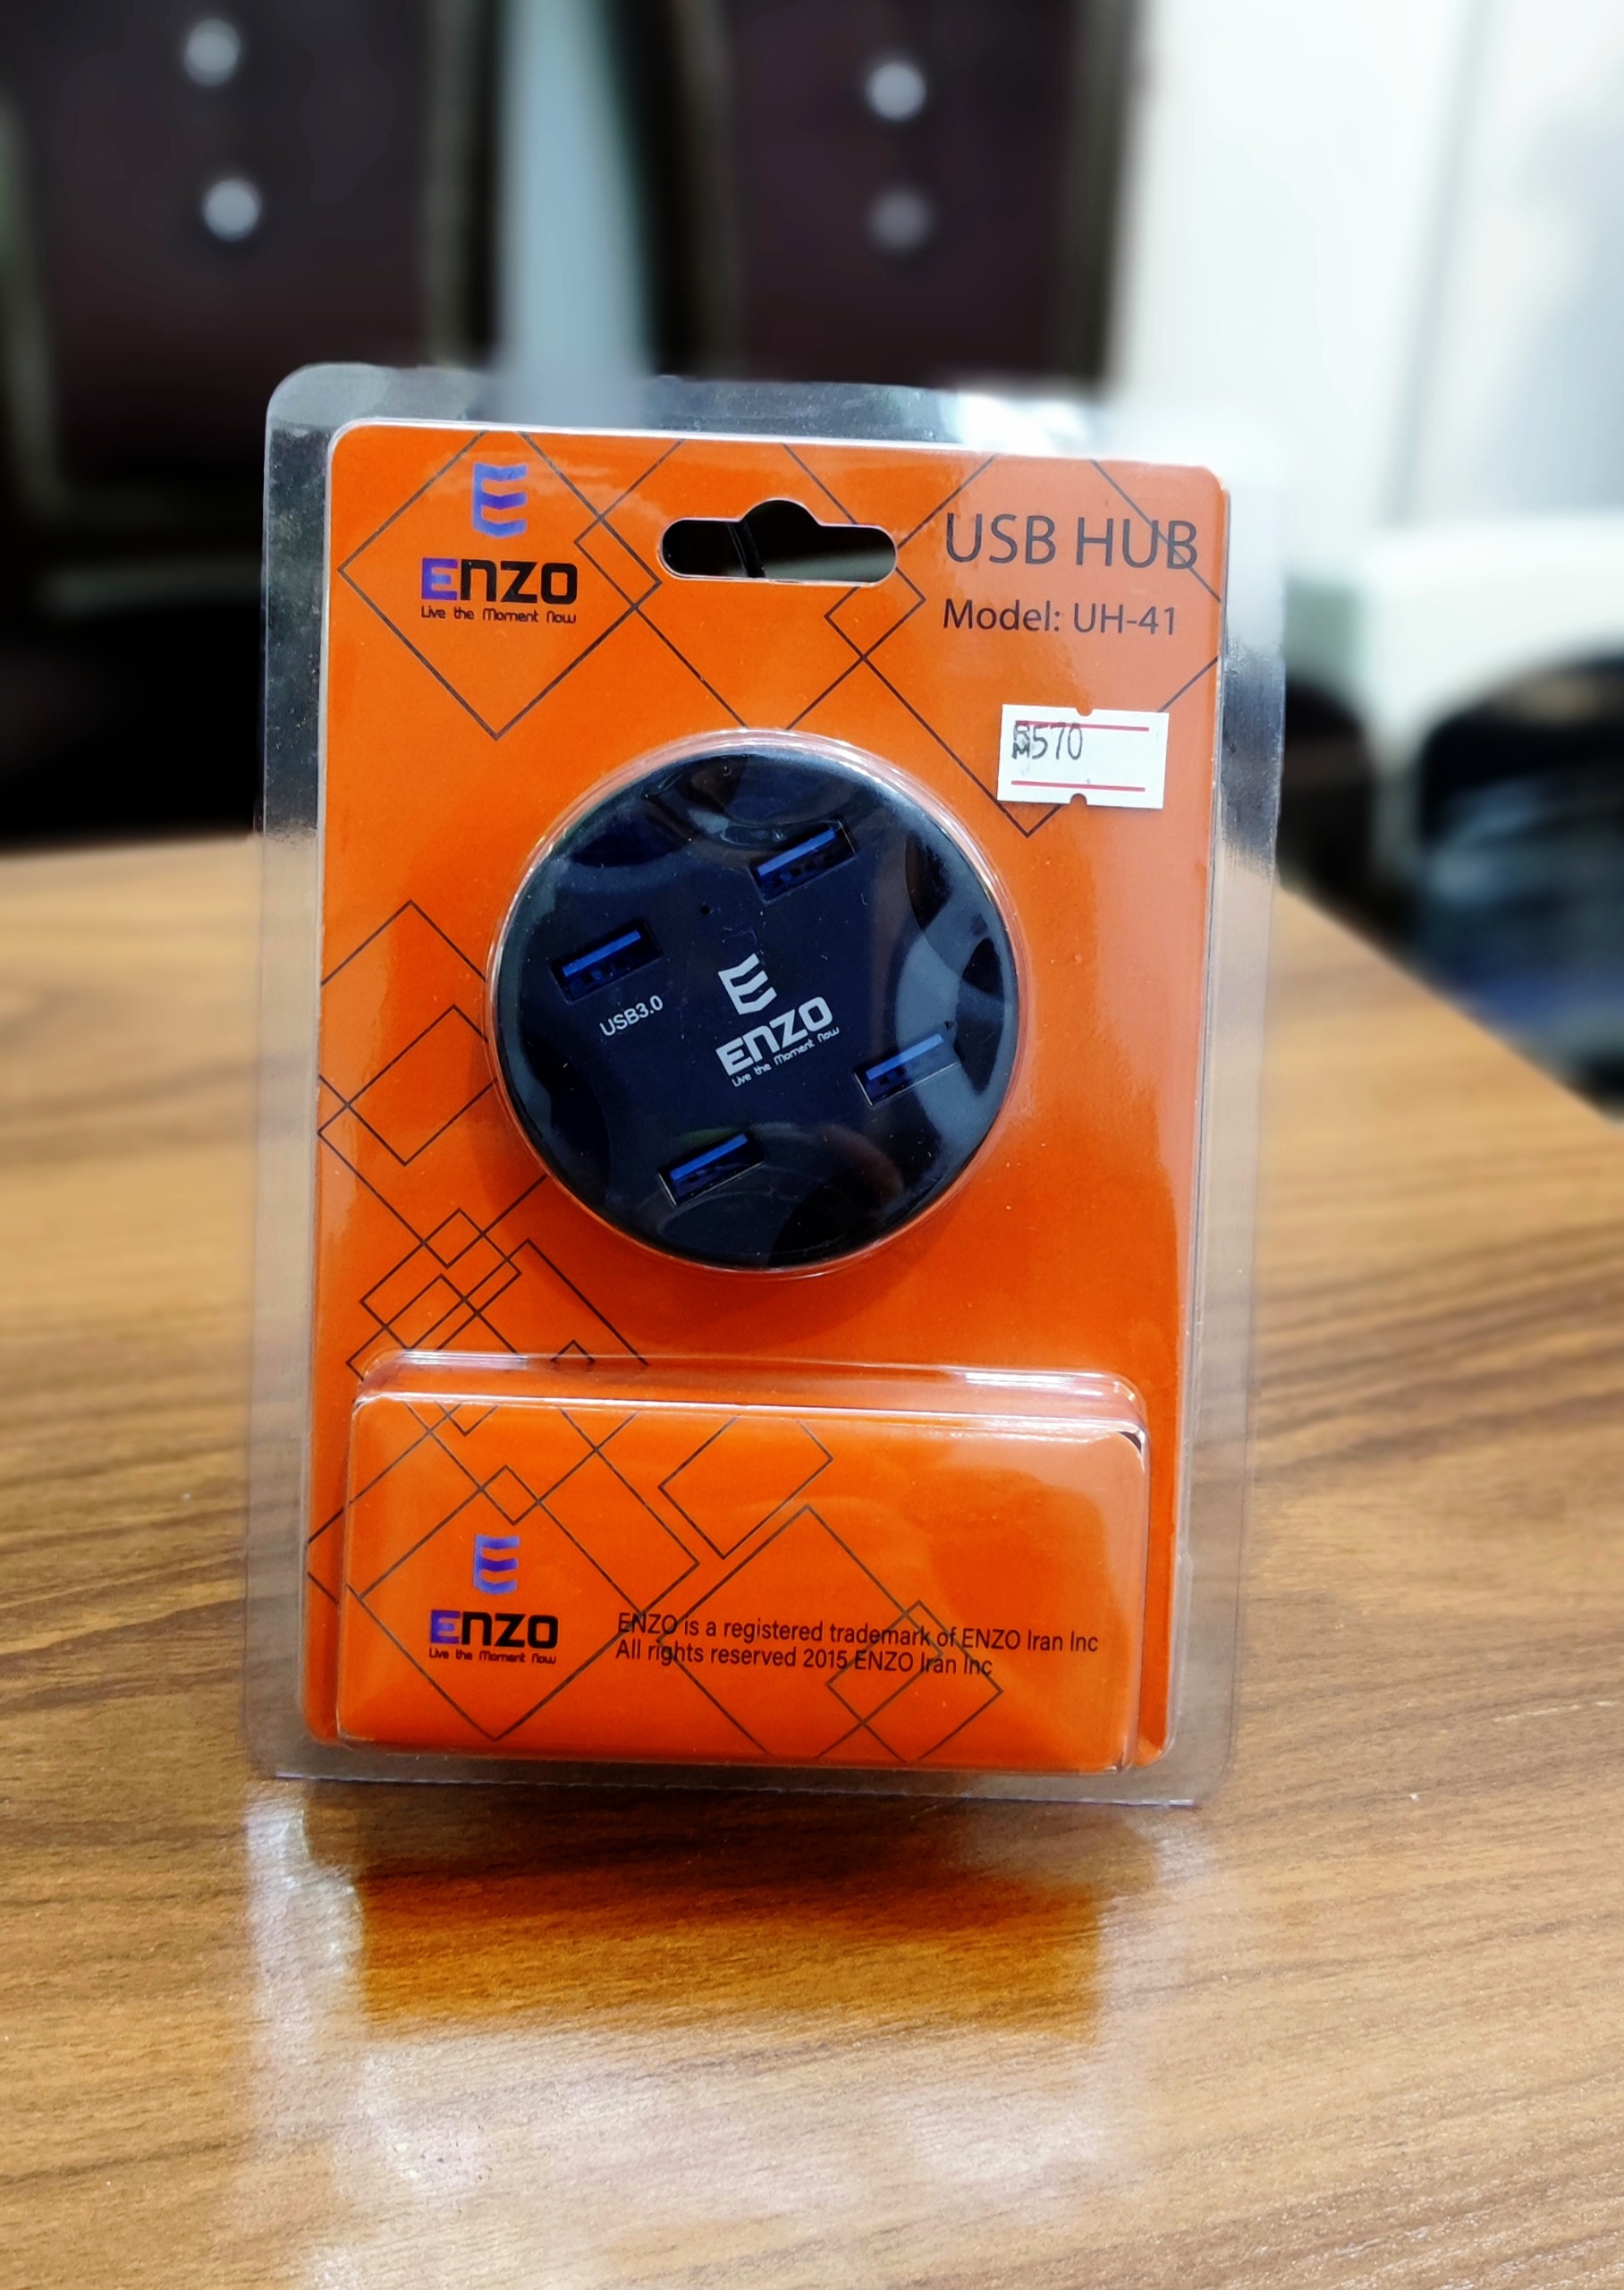 ENZO
Live the Moment Now
USB HUB
Model: UH-41
570
USB3.0
ENZO
Live the Moment Now
ENZO
Live the Moment Now
ENZO is a registered trademark of ENZO Iran Inc
All rights reserved 2015 ENZO Iran Inc